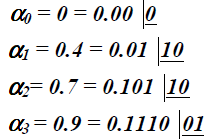 α₀ = 0 = 0.00 |0
α₁ = 0.4 = 0.01 |10
α₂= 0.7 = 0.101 |10
α₃ = 0.9 = 0.1110 |01